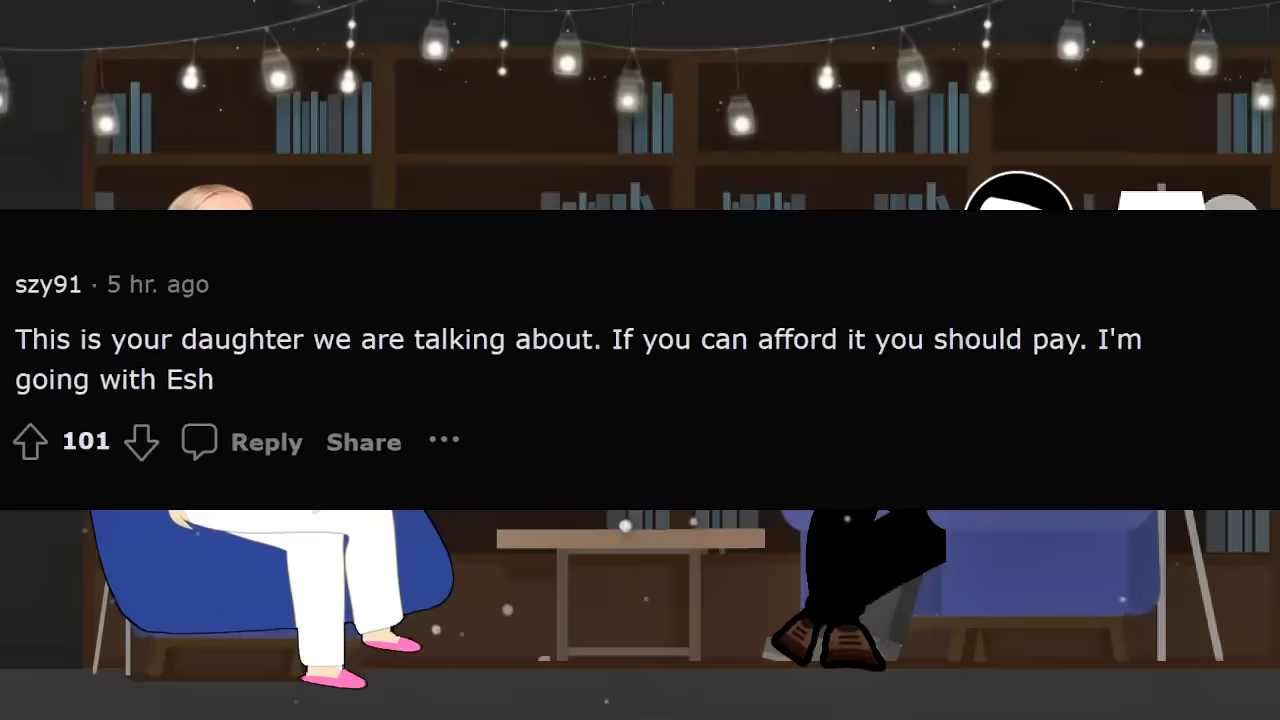 szy91 · 5 hr. ago
This is your daughter we are talking about. If you can afford it you should pay. I'm
going with Esh
101 Reply Share ···